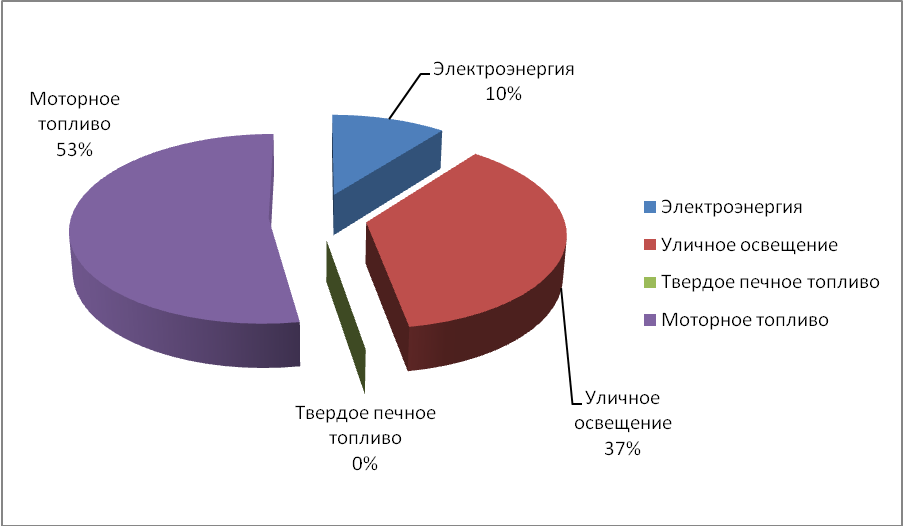 Электроэнергия
10%
Моторное
топливо
53%
Электроэнергия
Уличное освещение
Твердое печное топливо
Моторное топливо
Уличное
освещение
37%
Твердое печное
топливо
0%